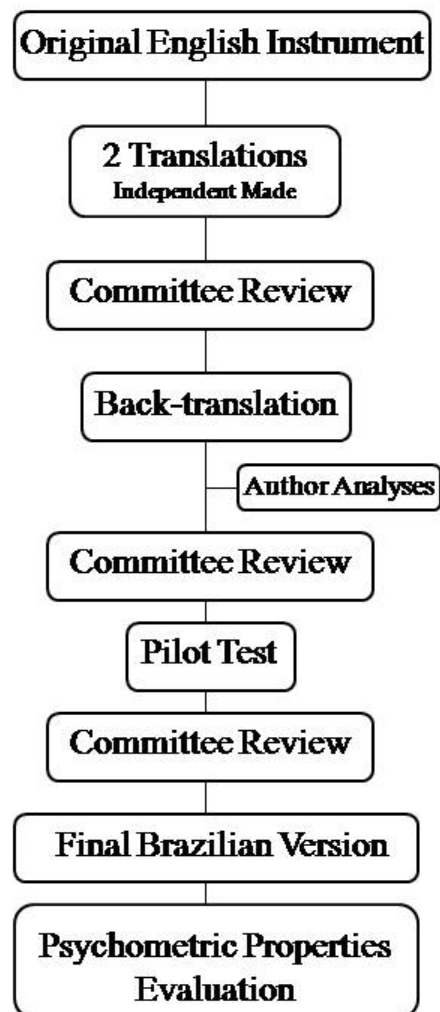 Original English Instrument
2 Translations
Independent Made
Committee Review
Back-translation
Author Analyses
Committee Review
Pilot Test
Committee Review
Final Brazilian Version
Psychometric Properties
Evaluation